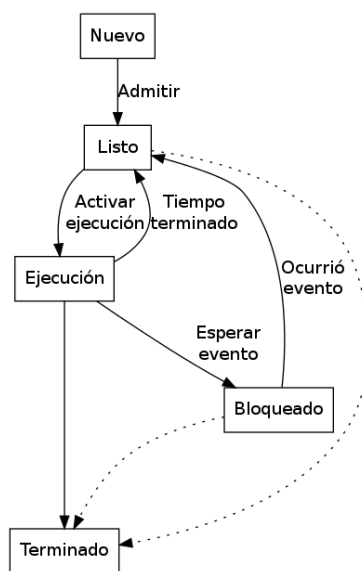 Nuevo
Admitir
Listo
Activar
ejecución
Tiempo
terminado
Ocurrió
evento
Ejecución
Esperar
evento
Bloqueado
Terminado